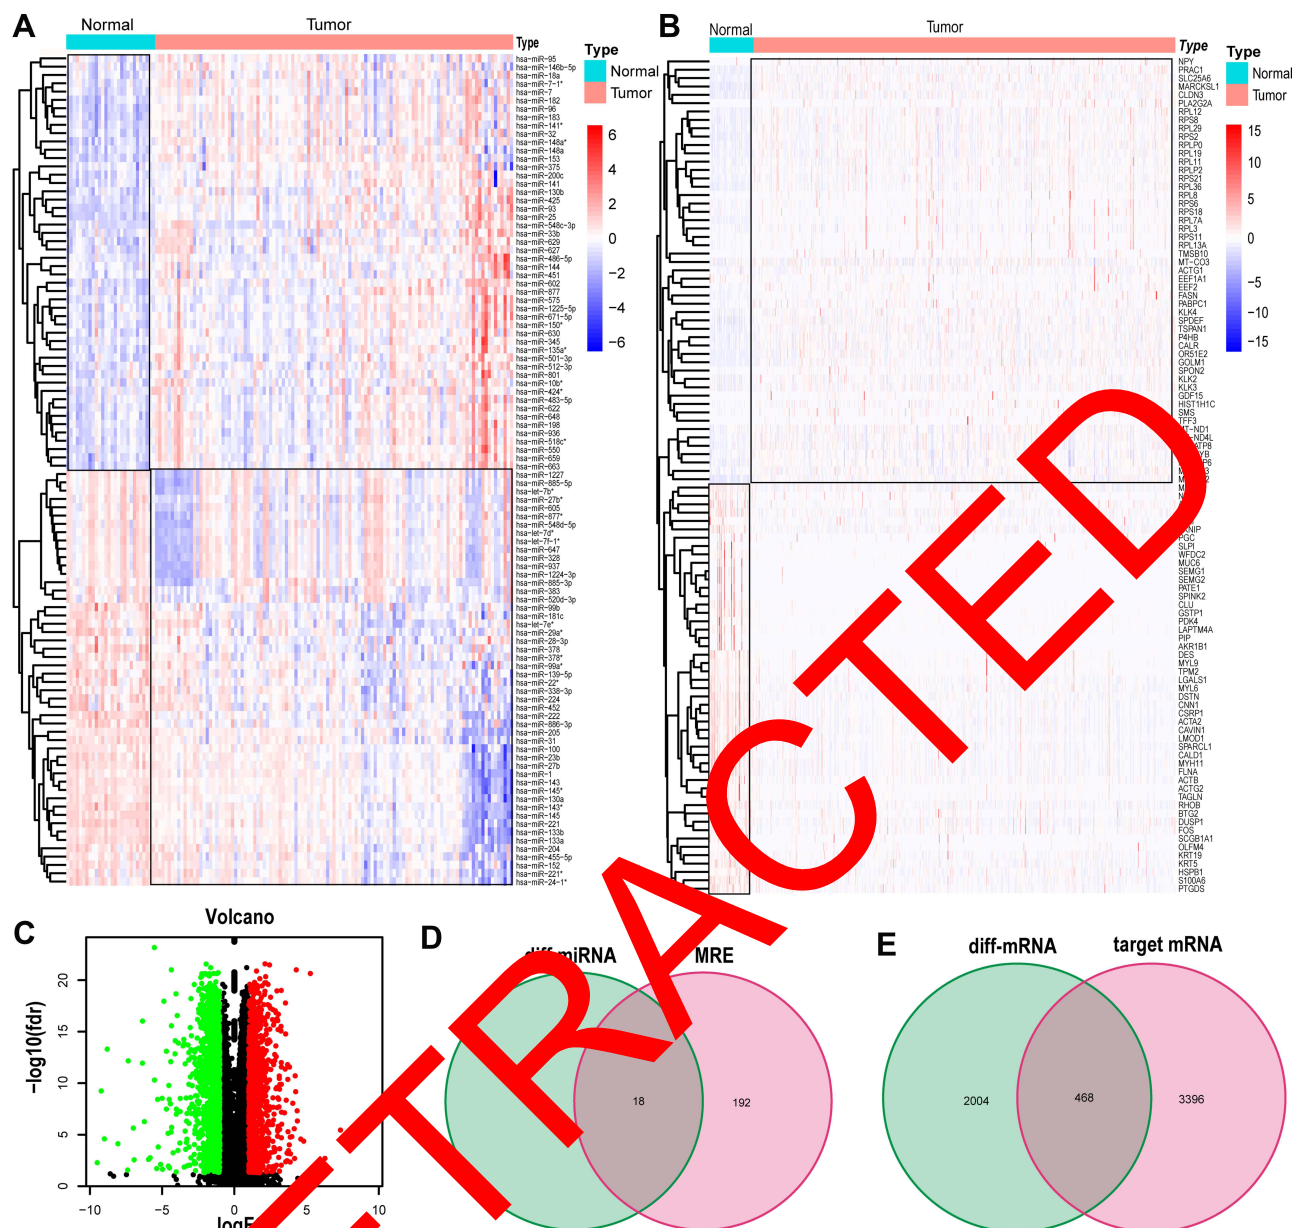 A
Normal
Tumor
Type
hsa-miR-95
hsa-miR-146b-5p
hsa-miR-18a
hsa-miR-7-1*
hsa-miR-7
hsa-miR-182
hsa-miR-96
hsa-miR-183
hsa-miR-141*
hsa-miR-32
hsa-miR-148a*
hsa-miR-148a
hsa-miR-153
hsa-miR-375
hsa-miR-200c
hsa-miR-141
hsa-miR-130b
hsa-miR-425
hsa-miR-93
hsa-miR-25
hsa-miR-548c-3p
hsa-miR-33b
hsa-miR-629
hsa-miR-627
hsa-miR-486-5p
hsa-miR-144
hsa-miR-451
hsa-miR-602
hsa-miR-877
hsa-miR-575
hsa-miR-1225-5p
hsa-miR-671-5p
hsa-miR-150*
hsa-miR-630
hsa-miR-345
hsa-miR-135a*
hsa-miR-501-3p
hsa-miR-512-3p
hsa-miR-801
hsa-miR-10b*
hsa-miR-424*
hsa-miR-483-5p
hsa-miR-622
hsa-miR-648
hsa-miR-198
hsa-miR-936
hsa-miR-518c*
hsa-miR-550
hsa-miR-659
hsa-miR-663
hsa-miR-1227
hsa-miR-885-5p
hsa-let-7b*
hsa-miR-27b*
hsa-miR-605
hsa-miR-877*
hsa-miR-548d-5p
hsa-let-7d*
hsa-let-7f-1*
hsa-miR-647
hsa-miR-328
hsa-miR-937
hsa-miR-1224-3p
hsa-miR-885-3p
hsa-miR-383
hsa-miR-520d-3p
hsa-miR-99b
hsa-miR-181c
hsa-let-7e*
hsa-miR-29a*
hsa-miR-28-3p
hsa-miR-378
hsa-miR-378*
hsa-miR-99a*
hsa-miR-139-5p
hsa-miR-22*
hsa-miR-338-3p
hsa-miR-224
hsa-miR-452
hsa-miR-222
hsa-miR-886-3p
hsa-miR-205
hsa-miR-31
hsa-miR-100
hsa-miR-23b
hsa-miR-27b
hsa-miR-1
hsa-miR-143
hsa-miR-145*
hsa-miR-130a
hsa-miR-143*
hsa-miR-145
hsa-miR-221
hsa-miR-133b
hsa-miR-133a
hsa-miR-204
hsa-miR-455-5p
hsa-miR-152
hsa-miR-221*
hsa-miR-24-1*
Type
Normal
Tumor
6
4
2
0
−2
−4
−6
B
Normal
Tumor
Type
NPY
PRAC1
SLC25A6
MARCKSL1
CLDN3
PLA2G2A
RPL12
RPS8
RPL29
RPS2
RPLP0
RPL19
RPL11
RPLP2
RPS21
RPL36
RPL8
RPS6
RPS18
RPL7A
RPL3
RPS11
RPL13A
TMSB10
MT-CO3
ACTG1
EEF1A1
EEF2
FASN
PABPC1
KLK4
SPDEF
TSPAN1
P4HB
CALR
OR51E2
GOLM1
SPON2
KLK2
KLK3
GDF15
HIST1H1C
SMS
TFF3
PGC
SLPI
WFDC2
MUC6
SEMG1
SEMG2
PATE1
SPINK2
CLU
GSTP1
PDK4
LAPTM4A
PIP
AKR1B1
DES
MYL9
TPM2
LGALS1
MYL6
DSTN
CNN1
CSRP1
ACTA2
CAVIN1
LMOD1
SPARCL1
CALD1
MYH11
FLNA
ACTB
ACTG2
TAGLN
RHOB
BTG2
DUSP1
FOS
SCGB1A1
OLFM4
KRT19
KRT5
HSPB1
S100A6
PTGDS
Type
Normal
Tumor
15
10
5
0
−5
−10
−15
C
Volcano
−log10(fdr)
20
15
10
5
0
−10
−5
0
5
10
D
diff-miRNA
MRE
18
192
E
diff-mRNA
target mRNA
2004
468
3396
TRACTED